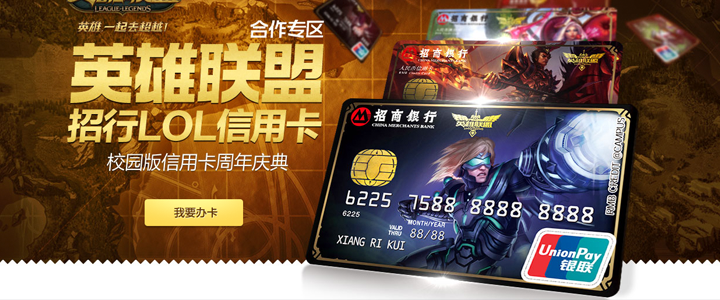 LEAGUE-LEGENDS
英雄 一起去超越!
合作专区
英雄联盟
招行LOL信用卡
校园版信用卡周年庆典
我要办卡
招商银行
招商银行
CHINA MERCHANTS BANK
英雄联盟
6225 7588 8888 8888
6225
MONTH/YEAR
VALID THRU 88/88
XIANG RI KUI
RMB CREDIT @CAMPUS
UnionPay
银联